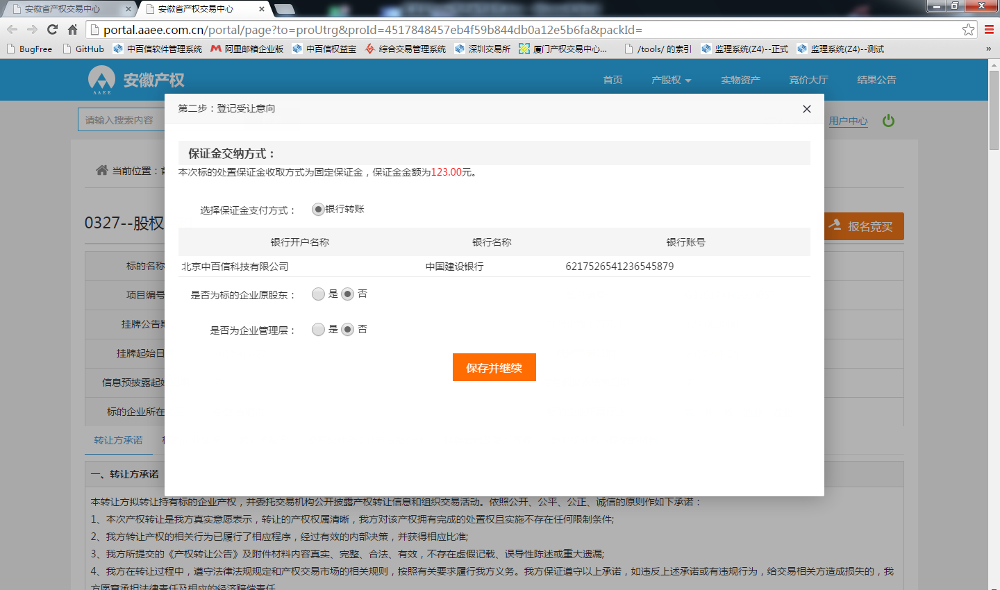 安徽省产权交易中心
安徽省产权交易中心
portal.aaee.com.cn/portal/page?to=proUtrg&proId=4517848457eb4f59b844db0a12e5b6fa&packId=
BugFree GitHub 中百信软件管理系统 阿里邮箱企业版 中百信权益宝 综合交易管理系统 深圳交易所 厦门产权交易中心... /tools/ 的索引 监理系统(Z4)--正式 监理系统(Z4)--测试 »
AAEE
安徽产权
首页 产股权 实物资产 竞价大厅 结果公告
第二步：登记受让意向
请输入搜索内容
用户中心
保证金交纳方式：
当前位置：
本次标的处置保证金收取方式为固定保证金，保证金金额为123.00元。
选择保证金支付方式： 银行转账
0327--股权
报名竞买
银行开户名称 银行名称 银行账号
标的名称
北京中百信科技有限公司 中国建设银行 6217526541236545879
项目编号
是否为标的企业原股东： 是 否
挂牌公告期
是否为企业管理层： 是 否
挂牌起始日
保存并继续
信息预披露起始
标的企业所在
转让方承诺
一、转让方承诺
本转让方拟转让持有标的企业产权，并委托交易机构公开披露产权转让信息和组织交易活动。依照公开、公平、公正、诚信的原则作如下承诺：
1、本次产权转让是我方真实意愿表示，转让的产权权属清晰，我方对该产权拥有完成的处置权且实施不存在任何限制条件;
2、我方转让产权的相关行为已履行了相应程序，经过有效的内部决策，并获得相应比准;
3、我方所提交的《产权转让公告》及附件材料内容真实、完整、合法、有效，不存在虚假记载、误导性陈述或重大遗漏;
4、我方在转让过程中，遵守法律法规规定和产权交易市场的相关规则，按照有关要求履行我方义务。我方保证遵守以上承诺，如违反上述承诺或有违规行为，给交易相关方造成损失的，我
方愿意承担法律责任及相应的经济赔偿责任